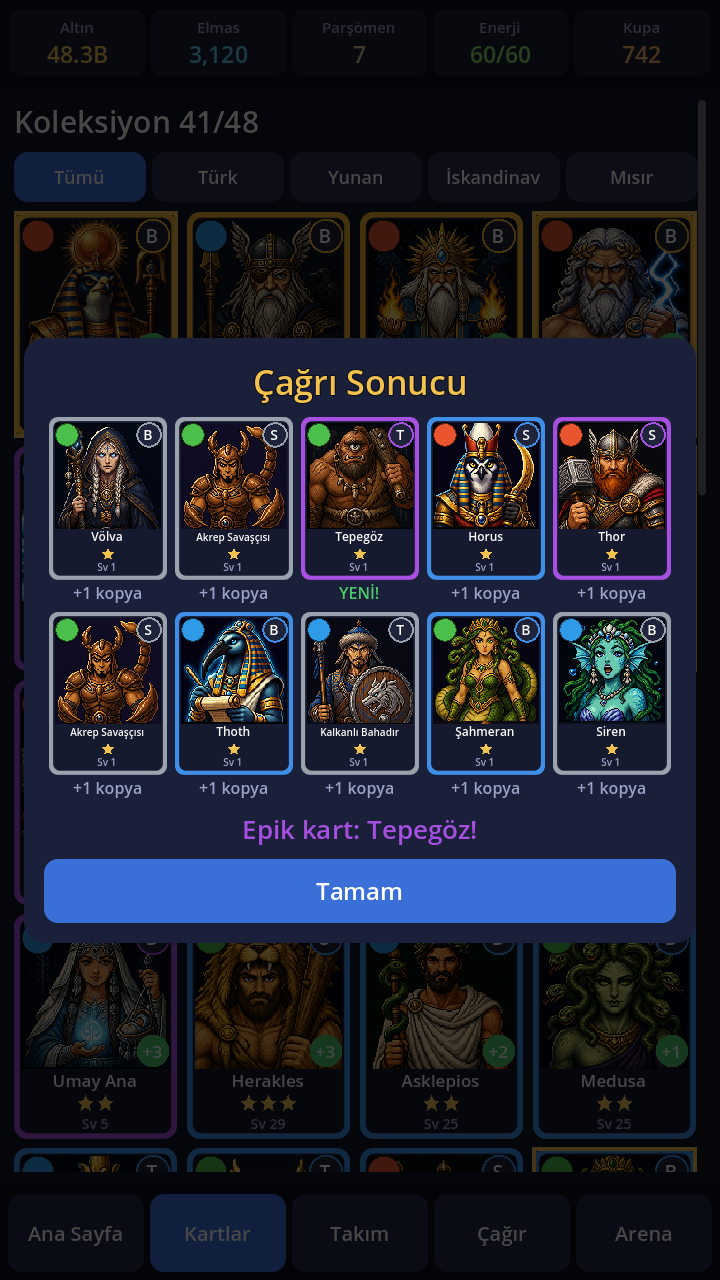 Altın Elmas Parşömen Enerji Kupa
48.3B 3,120 7 60/60 742
Koleksiyon 41/48
Tümü Türk Yunan İskandinav Mısır
B B B B
Çağrı Sonucu
B S T S S
Völva Akrep Savaşçısı Tepegöz Horus Thor
Sv 1 Sv 1 Sv 1 Sv 1 Sv 1
+1 kopya +1 kopya YENİ! +1 kopya +1 kopya
S B T B B
Akrep Savaşçısı Thoth Kalkanlı Bahadır Şahmeran Siren
Sv 1 Sv 1 Sv 1 Sv 1 Sv 1
+1 kopya +1 kopya +1 kopya +1 kopya +1 kopya
Epik kart: Tepegöz!
Tamam
+3 +3 +2 +1
Umay Ana Herakles Asklepios Medusa
Sv 5 Sv 29 Sv 25 Sv 25
T T S B
Ana Sayfa Kartlar Takım Çağır Arena